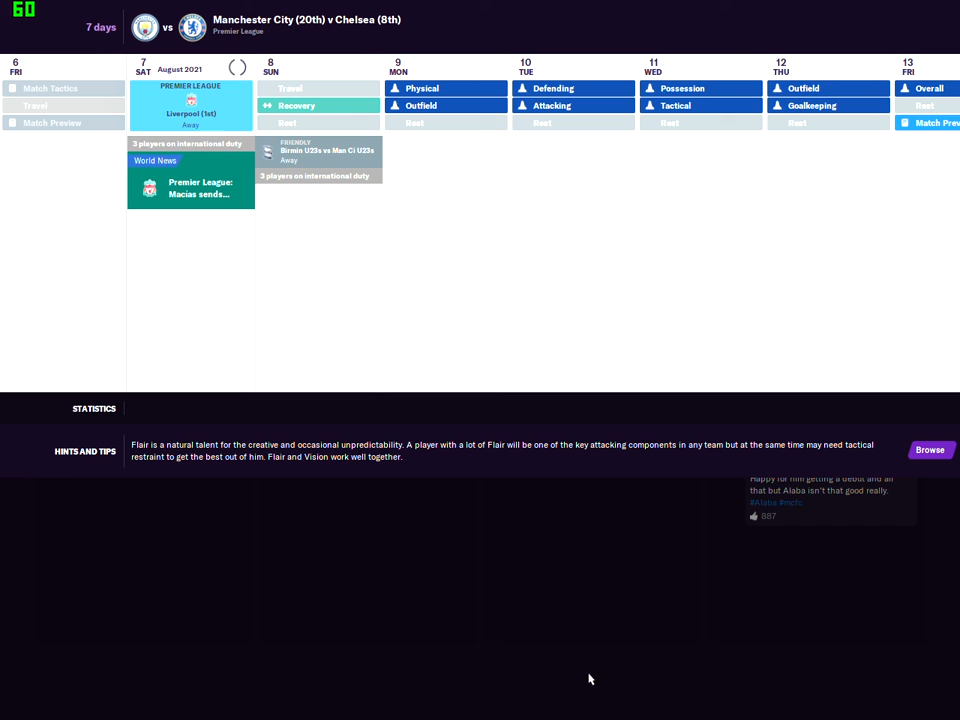 60
7 days
vs
Manchester City (20th) v Chelsea (8th)
Premier League
6
FRI
7
SAT
August 2021
8
SUN
9
MON
10
TUE
11
WED
12
THU
13
FRI
Match Tactics
Travel
Match Preview
PREMIER LEAGUE
Liverpool (1st)
Away
Travel
Recovery
Rest
Physical
Outfield
Rest
Defending
Attacking
Rest
Possession
Tactical
Rest
Outfield
Goalkeeping
Rest
Overall
Rest
Match Prev
3 players on international duty
World News
Premier League:
Macías sends...
FRIENDLY
Birmin U23s vs Man Ci U23s
Away
3 players on international duty
STATISTICS
HINTS AND TIPS
Flair is a natural talent for the creative and occasional unpredictability. A player with a lot of Flair will be one of the key attacking components in any team but at the same time may need tactical
restraint to get the best out of him. Flair and Vision work well together.
Browse
Happy for him getting a debut and all
that but Alaba isn't that good really.
#Alaba #mcfc
887